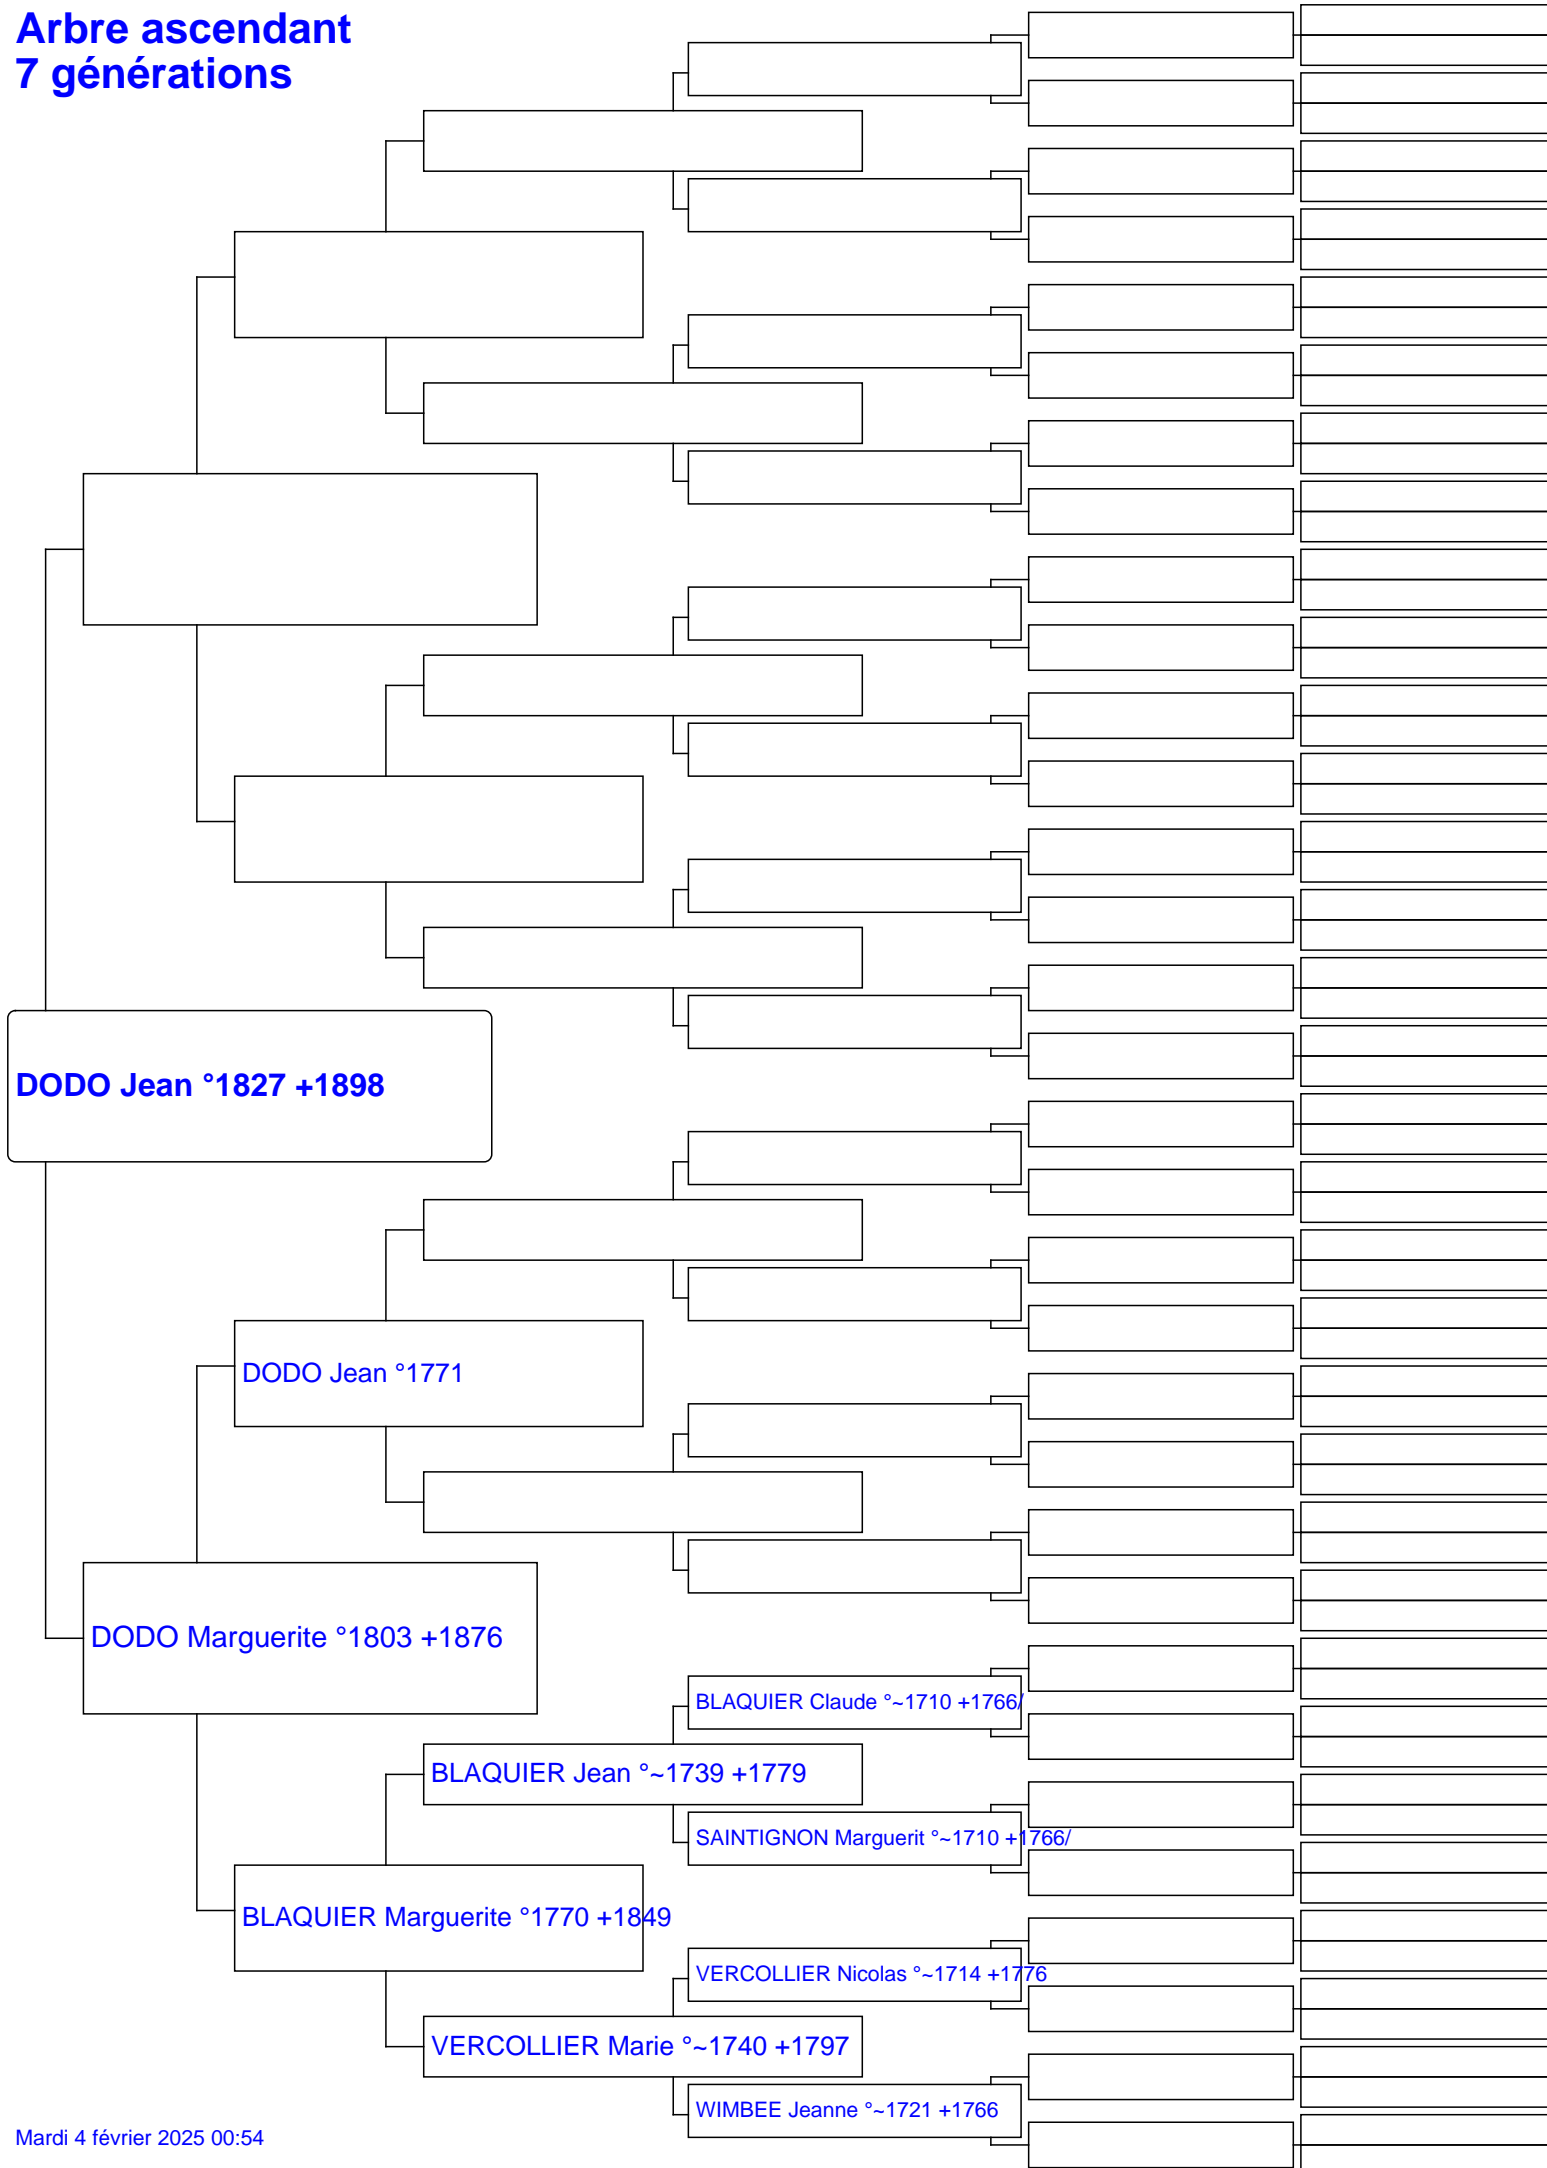 Arbre ascendant
7 générations
DODO Jean °1827 +1898
DODO Jean °1771
DODO Marguerite °1803 +1876
BLAQUIER Claude °~1710 +1766/
BLAQUIER Jean °~1739 +1779
SAINTIGNON Marguerit °~1710 +1766/
BLAQUIER Marguerite °1770 +1849
VERCOLLIER Nicolas °~1714 +1776
VERCOLLIER Marie °~1740 +1797
WIMBEE Jeanne °~1721 +1766
Mardi 4 février 2025 00:54